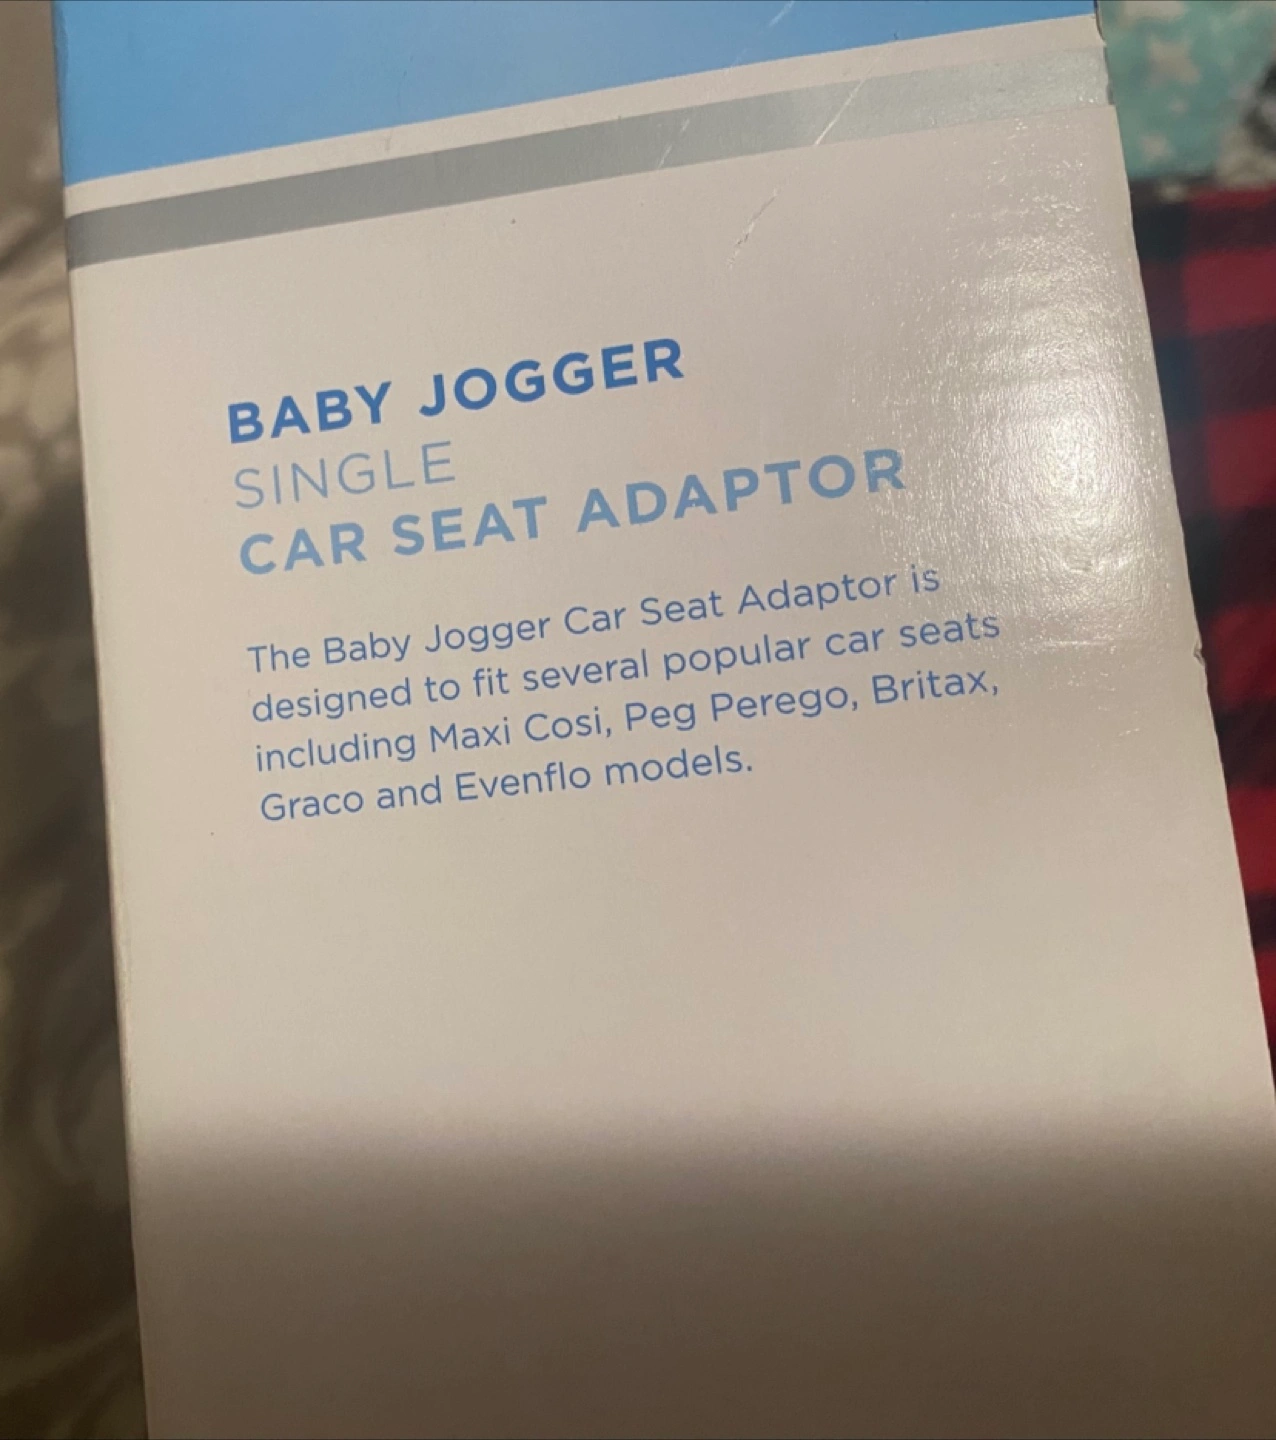 BABY JOGGER
SINGLE
CAR SEAT ADAPTOR
The Baby Jogger Car Seat Adaptor is
designed to fit several popular car seats
including Maxi Cosi, Peg Perego, Britax,
Graco and Evenflo models.